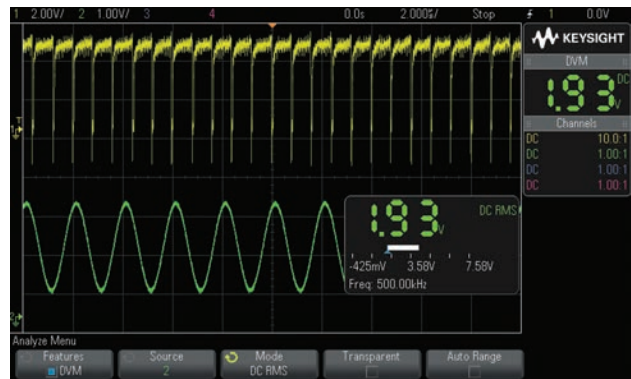 1 2.00V/ 2 1.00V/ 3 4 0.0s 2.000%/ Stop 1 0.0V
KEYSIGHT
DVM
1.93 V DC
Channels
DC 10.0:1
DC 1.00:1
DC 1.00:1
DC 1.00:1
T
1
1.93 V DC RMS
-425mV 3.58V 7.58V
Freq: 500.00kHz
2
Analyze Menu
Features
DVM
Source
2
Mode
DC RMS
Transparent
Auto Range